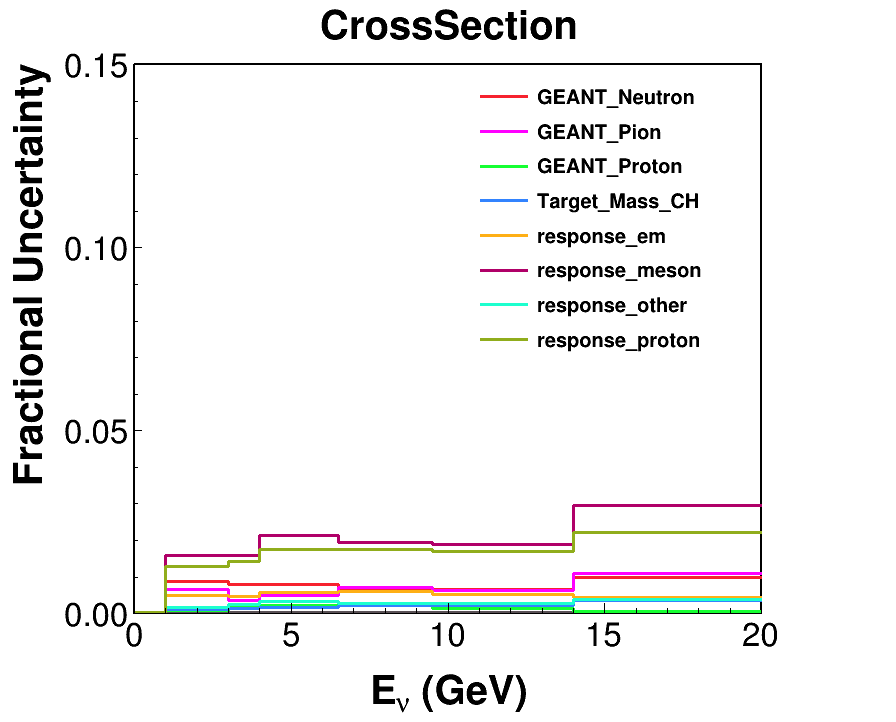 CrossSection
Fractional Uncertainty
0.15
0.10
0.05
0.00
GEANT_Neutron
GEANT_Pion
GEANT_Proton
Target_Mass_CH
response_em
response_meson
response_other
response_proton
0 5 10 15 20
Eν (GeV)